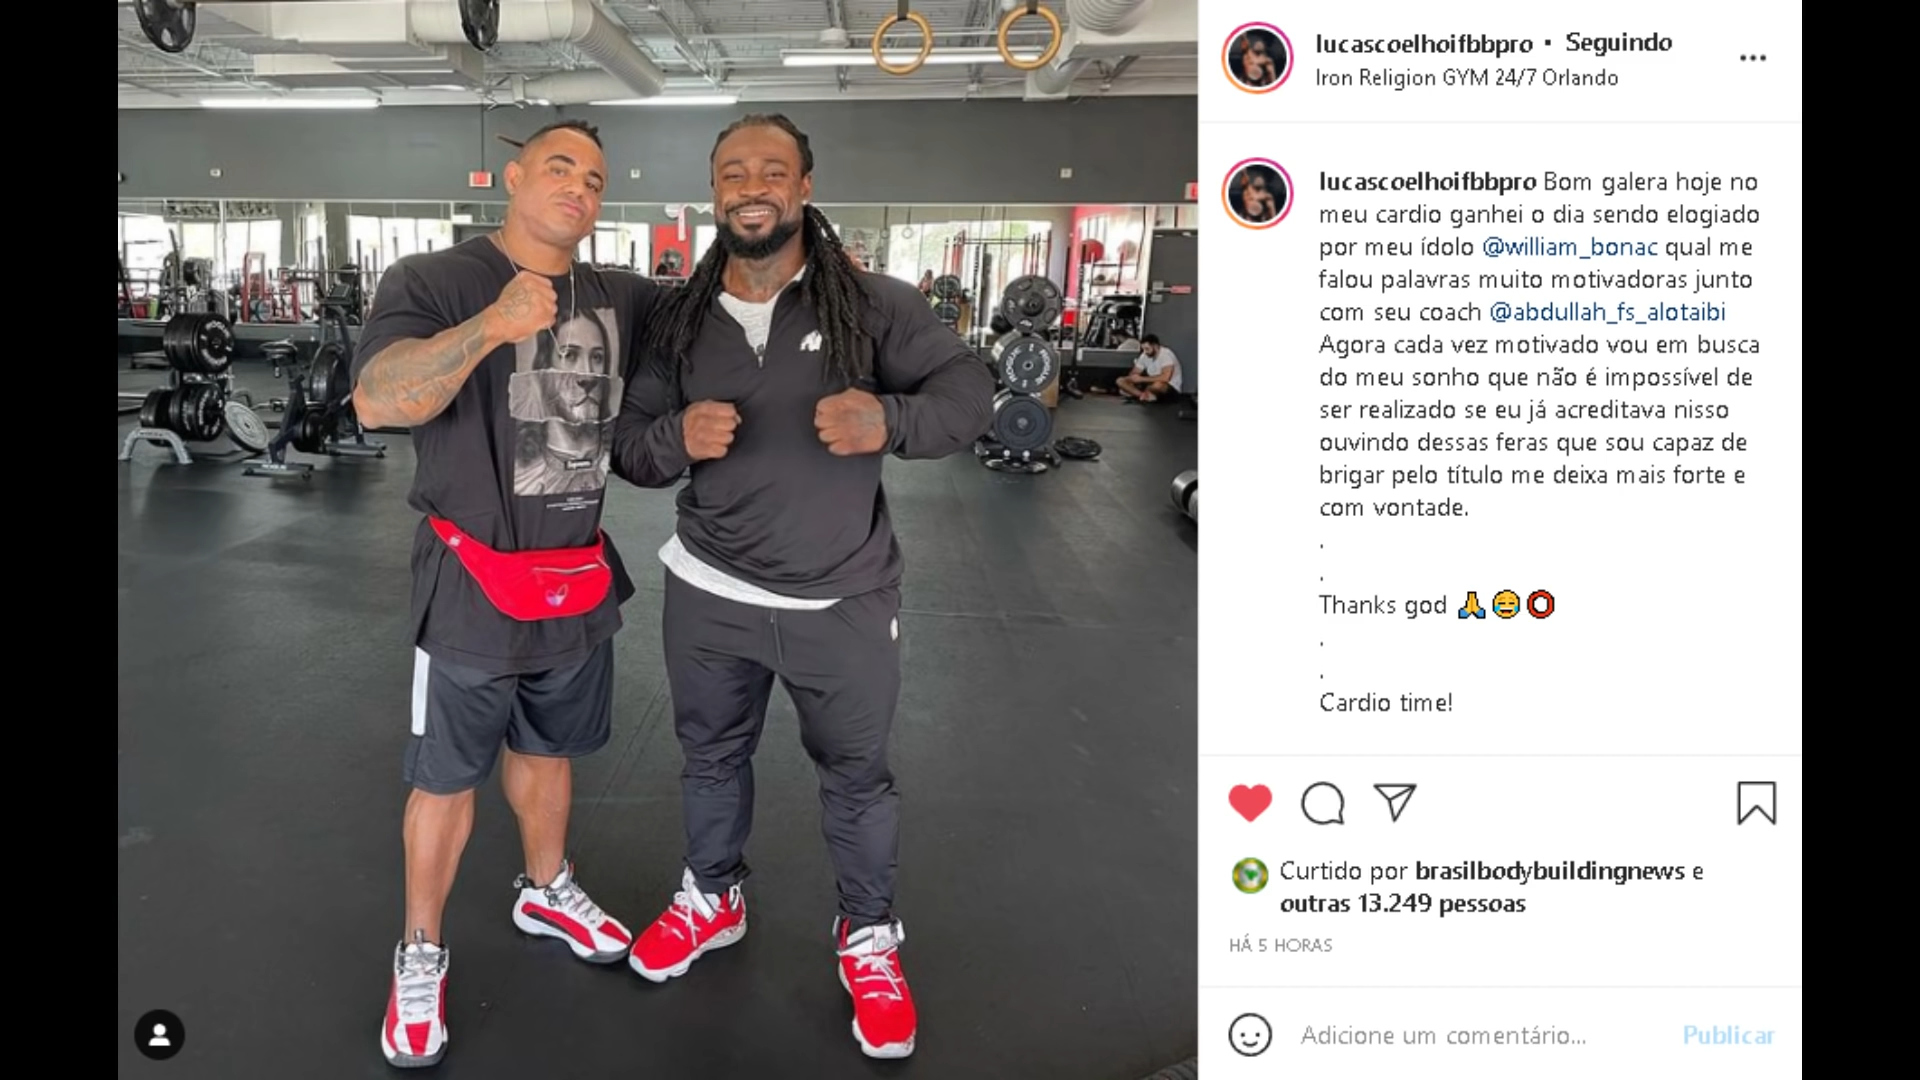 lucascoelhoifbbpro • Seguindo
Iron Religion GYM 24/7 Orlando
lucascoelhoifbbpro Bom galera hoje no
meu cardio ganhei o dia sendo elogiado
por meu ídolo @william_bonac qual me
falou palavras muito motivadoras junto
com seu coach @abdullah_fs_alotaibi
Agora cada vez motivado vou em busca
do meu sonho que não é impossível de
ser realizado se eu já acreditava nisso
ouvindo dessas feras que sou capaz de
brigar pelo título me deixa mais forte e
com vontade.
.
.
Thanks god 🙏😂⭕
.
.
Cardio time!
Curtido por brasilbodybuildingnews e
outras 13.249 pessoas
HÁ 5 HORAS
Adicione um comentário... Publicar